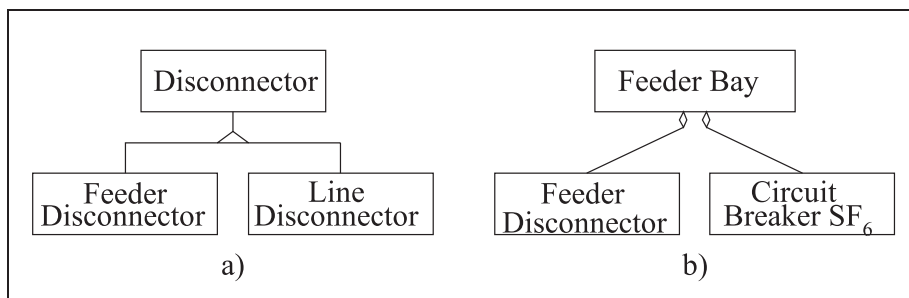 Disconnector
Feeder
Disconnector
Line
Disconnector
a)
Feeder Bay
Feeder
Disconnector
Circuit
Breaker SF₆
b)